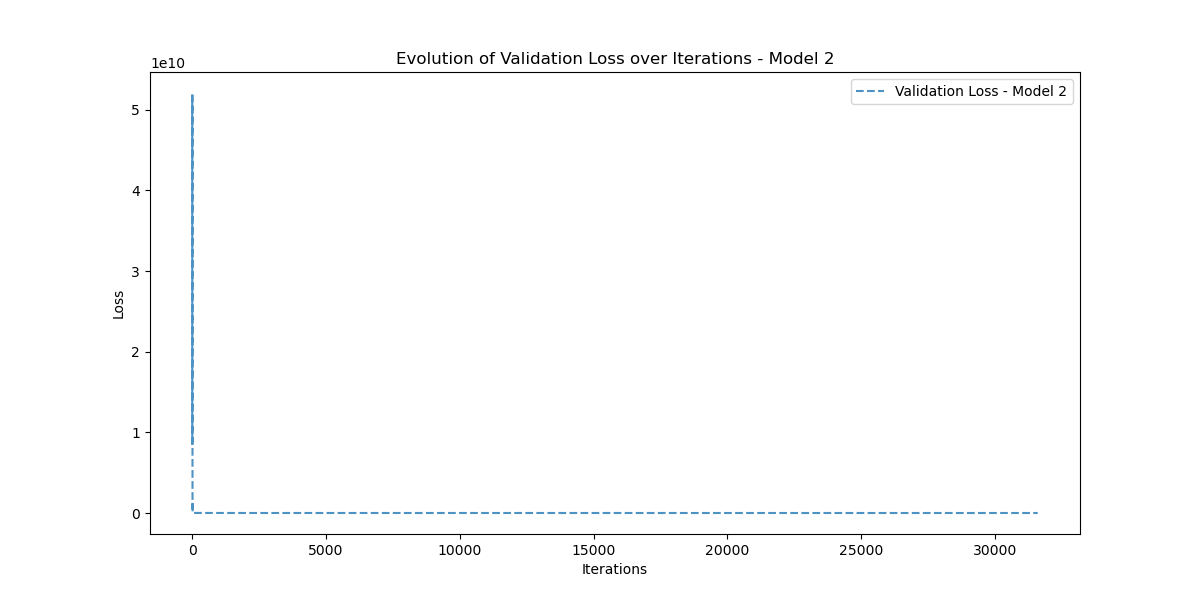 Evolution of Validation Loss over Iterations - Model 2
1e10
Validation Loss - Model 2
5
4
3
2
1
0
Loss
0 5000 10000 15000 20000 25000 30000
Iterations